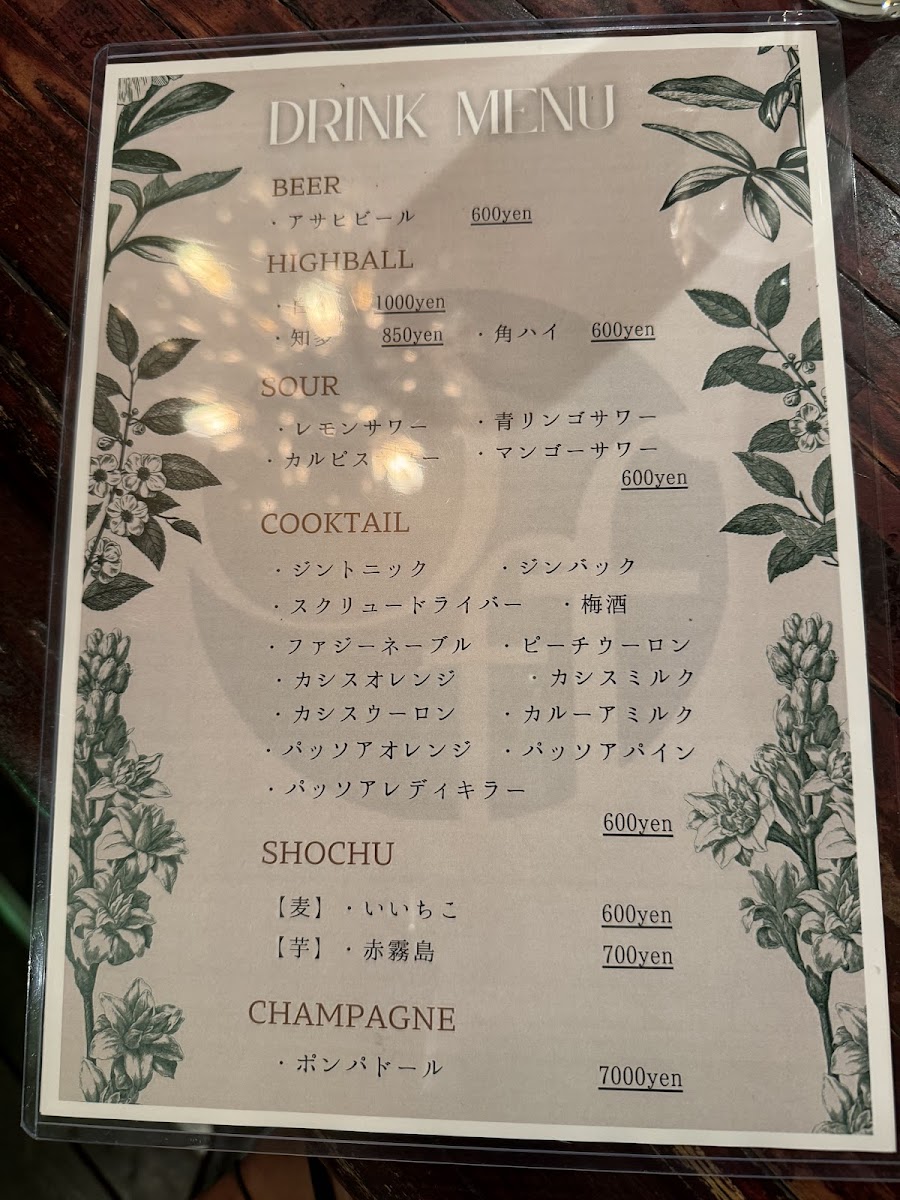 DRINK MENU
BEER
・アサヒビール 600yen
HIGHBALL
・ 1000yen
・知多 850yen ・角ハイ 600yen
SOUR
・レモンサワー ・青リンゴサワー
・カルピス ー ・マンゴーサワー
600yen
COOKTAIL
・ジントニック ・ジンバック
・スクリュードライバー ・梅酒
・ファジーネーブル ・ピーチウーロン
・カシスオレンジ ・カシスミルク
・カシスウーロン ・カルーアミルク
・パッソアオレンジ ・パッソアパイン
・パッソアレディキラー
600yen
SHOCHU
【麦】・いいちこ 600yen
【芋】・赤霧島 700yen
CHAMPAGNE
・ポンパドール 7000yen